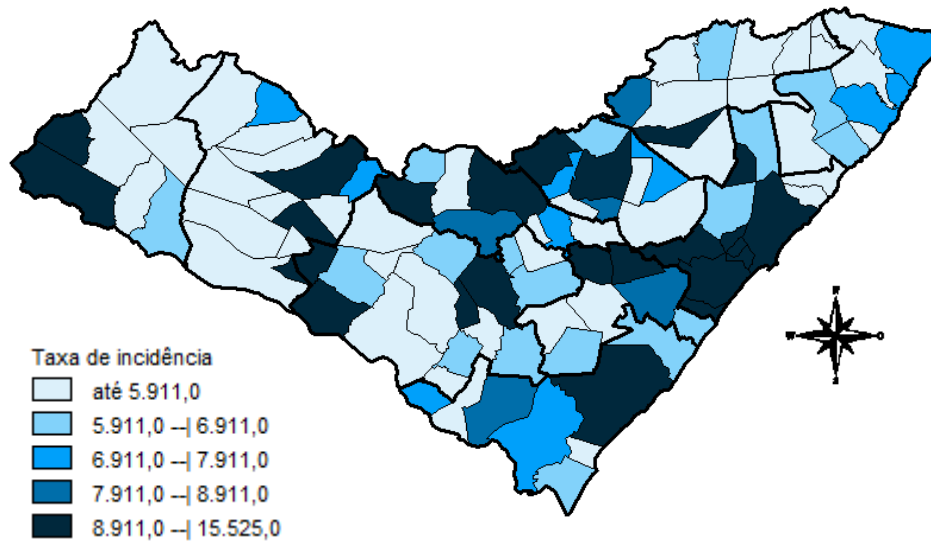 Taxa de incidência
até 5.911,0
5.911,0 --| 6.911,0
6.911,0 --| 7.911,0
7.911,0 --| 8.911,0
8.911,0 --| 15.525,0